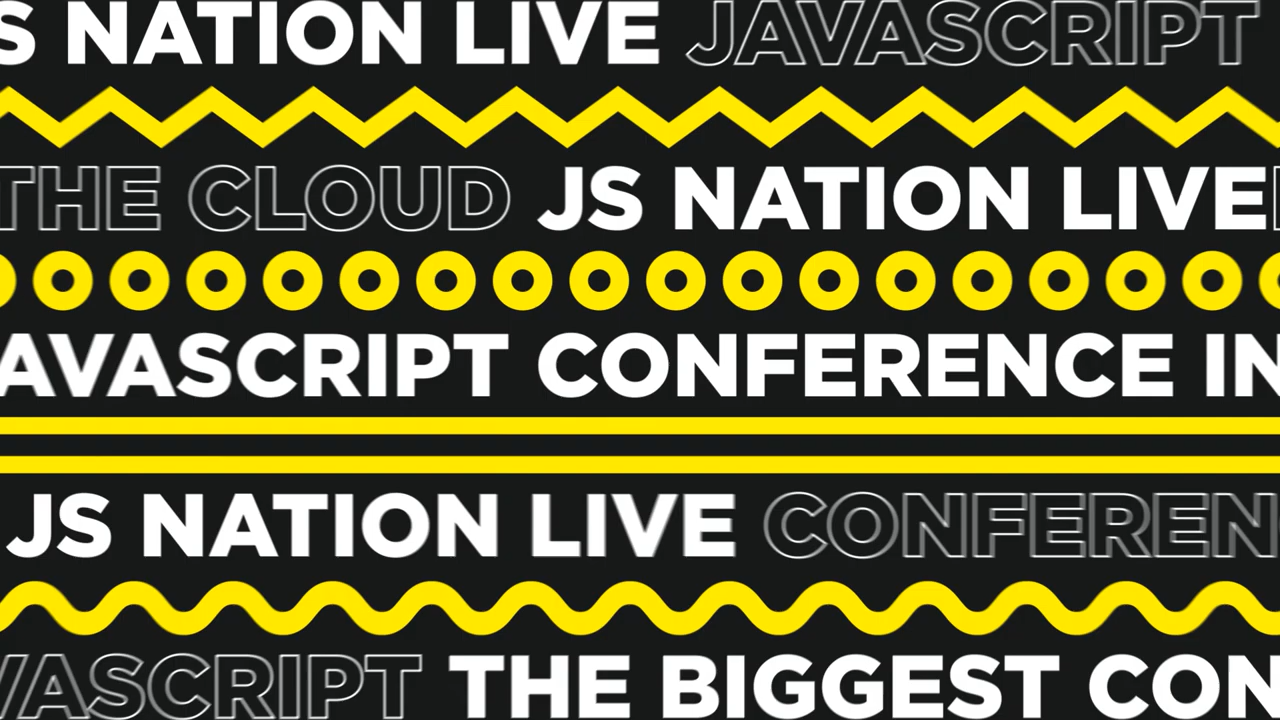 S NATION LIVE JAVASCRIPT
THE CLOUD JS NATION LIVE
AVASCRIPT CONFERENCE IN
JS NATION LIVE CONFEREN
VASCRIPT THE BIGGEST CON